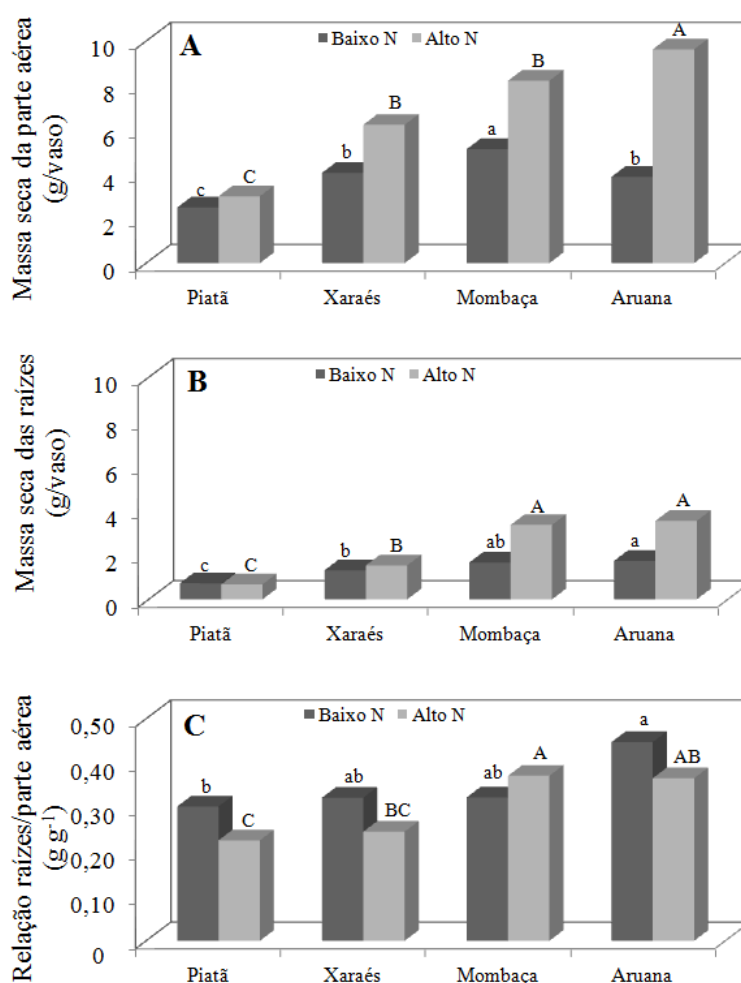 Massa seca da parte aérea
(g/vaso)
A
Baixo N Alto N
10
8
6
4
2
0
c C
b B
a B
b A
Piatã Xaraés Mombaça Aruana
Massa seca das raízes
(g/vaso)
B
Baixo N Alto N
10
8
6
4
2
0
c C
b B
ab A
a A
Piatã Xaraés Mombaça Aruana
Relação raízes/parte aérea
(g g⁻¹)
C
Baixo N Alto N
0,50
0,40
0,30
0,20
0,10
0
b C
ab BC
ab A
a AB
Piatã Xaraés Mombaça Aruana